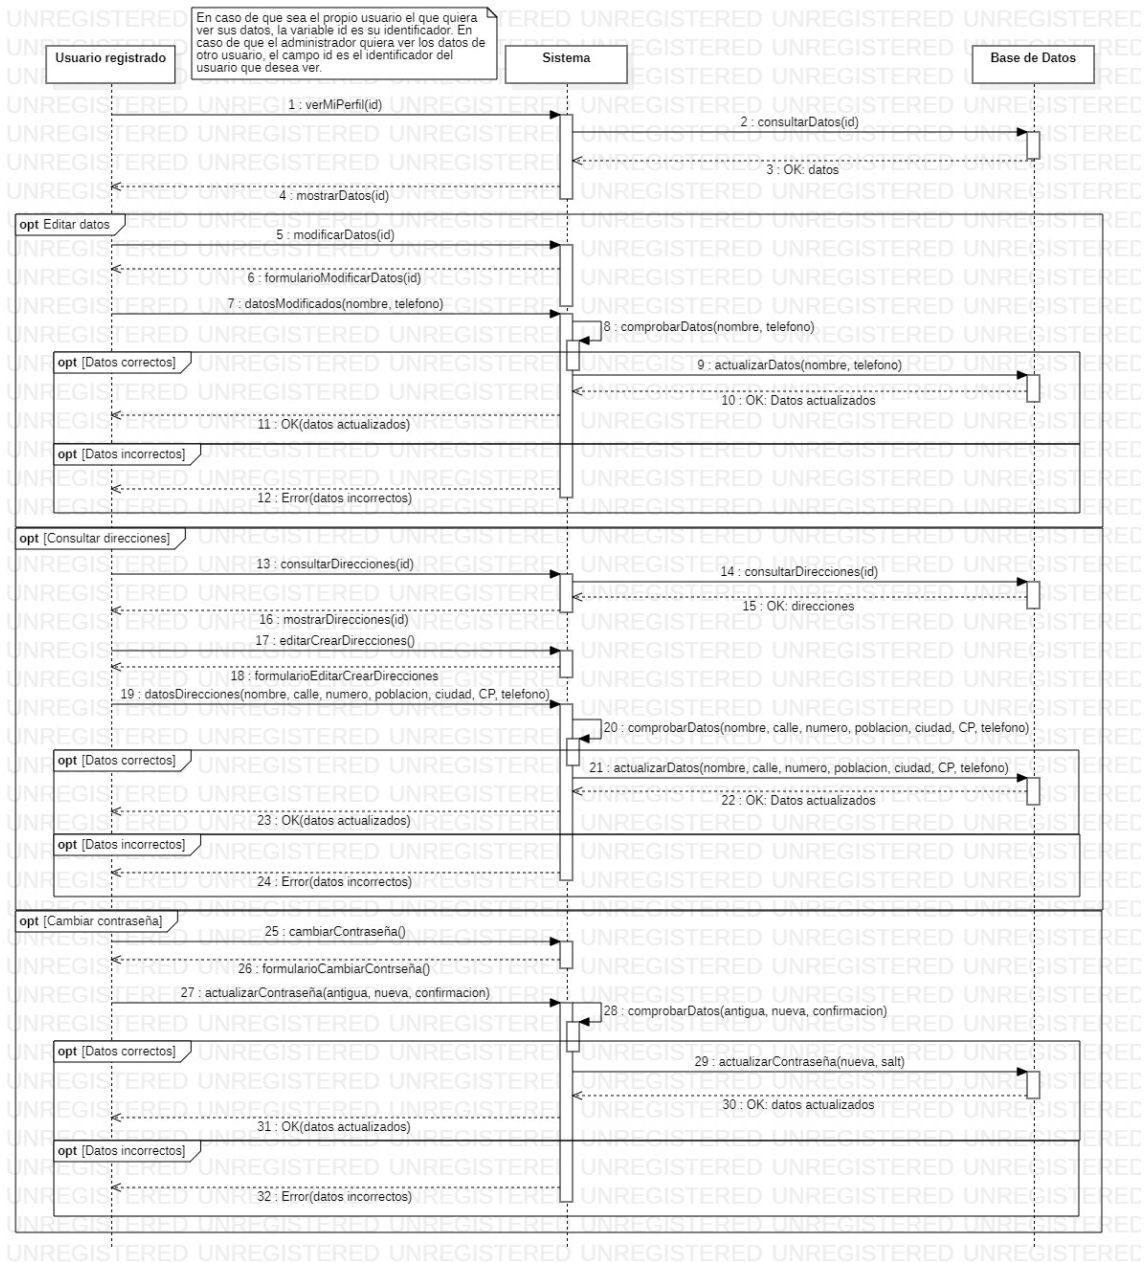 En caso de que sea el propio usuario el que quiera
ver sus datos, la variable id es su identificador. En
caso de que el administrador quiera ver los datos de
otro usuario, el campo id es el identificador del
usuario que desea ver.
Usuario registrado
Sistema
Base de Datos
1 : verMiPerfil(id)
2 : consultarDatos(id)
3 : OK: datos
4 : mostrarDatos(id)
opt Editar datos
5 : modificarDatos(id)
6 : formularioModificarDatos(id)
7 : datosModificados(nombre, telefono)
8 : comprobarDatos(nombre, telefono)
opt [Datos correctos]
9 : actualizarDatos(nombre, telefono)
10 : OK: Datos actualizados
11 : OK(datos actualizados)
opt [Datos incorrectos]
12 : Error(datos incorrectos)
opt [Consultar direcciones]
13 : consultarDirecciones(id)
14 : consultarDirecciones(id)
15 : OK: direcciones
16 : mostrarDirecciones(id)
17 : editarCrearDirecciones()
18 : formularioEditarCrearDirecciones
19 : datosDirecciones(nombre, calle, numero, poblacion, ciudad, CP, telefono)
20 : comprobarDatos(nombre, calle, numero, poblacion, ciudad, CP, telefono)
opt [Datos correctos]
21 : actualizarDatos(nombre, calle, numero, poblacion, ciudad, CP, telefono)
22 : OK: Datos actualizados
23 : OK(datos actualizados)
opt [Datos incorrectos]
24 : Error(datos incorrectos)
opt [Cambiar contraseña]
25 : cambiarContraseña()
26 : formularioCambiarContrseña()
27 : actualizarContraseña(antigua, nueva, confirmacion)
28 : comprobarDatos(antigua, nueva, confirmacion)
opt [Datos correctos]
29 : actualizarContraseña(nueva, salt)
30 : OK: datos actualizados
31 : OK(datos actualizados)
opt [Datos incorrectos]
32 : Error(datos incorrectos)
UNREGISTERED